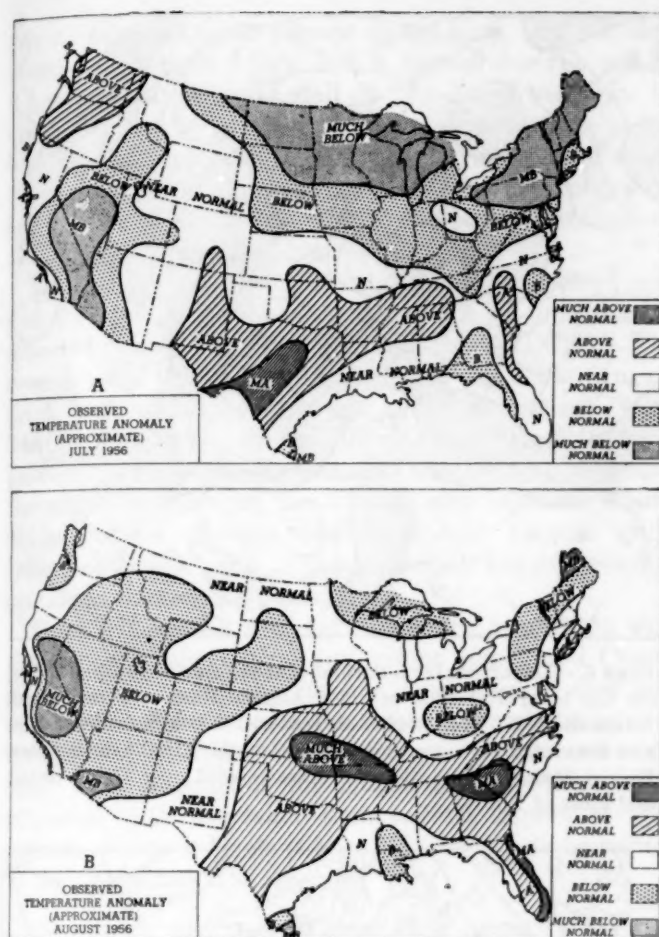 ABOVE
MUCH
BELOW
MB
B
N
BELOW
NEAR
NORMAL
BELOW
N
BELOW
MB
N
A
B
ABOVE
ABOVE
MA
NEAR NORMAL
B
N
MB
A
OBSERVED
TEMPERATURE ANOMALY
(APPROXIMATE)
JULY 1956
MUCH ABOVE
NORMAL
ABOVE
NORMAL
NEAR
NORMAL
BELOW
NORMAL
MUCH BELOW
NORMAL
B
NEAR
NORMAL
BELOW
MB
BELOW
MUCH
BELOW
BELOW
NEAR NORMAL
BELOW
MUCH
ABOVE
ABOVE
N
MA
MB
NEAR
NORMAL
ABOVE
N
B
MA
A
B
OBSERVED
TEMPERATURE ANOMALY
(APPROXIMATE)
AUGUST 1956
MUCH ABOVE
NORMAL
ABOVE
NORMAL
NEAR
NORMAL
BELOW
NORMAL
MUCH BELOW
NORMAL